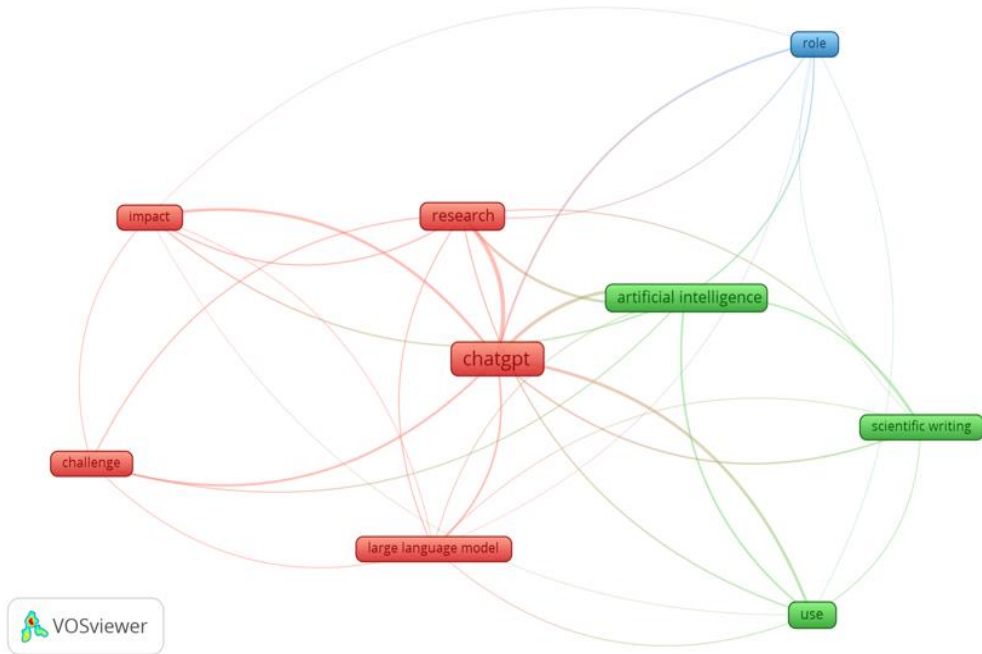 role
impact
research
artificial intelligence
chatgpt
scientific writing
challenge
large language model
use
VOSviewer